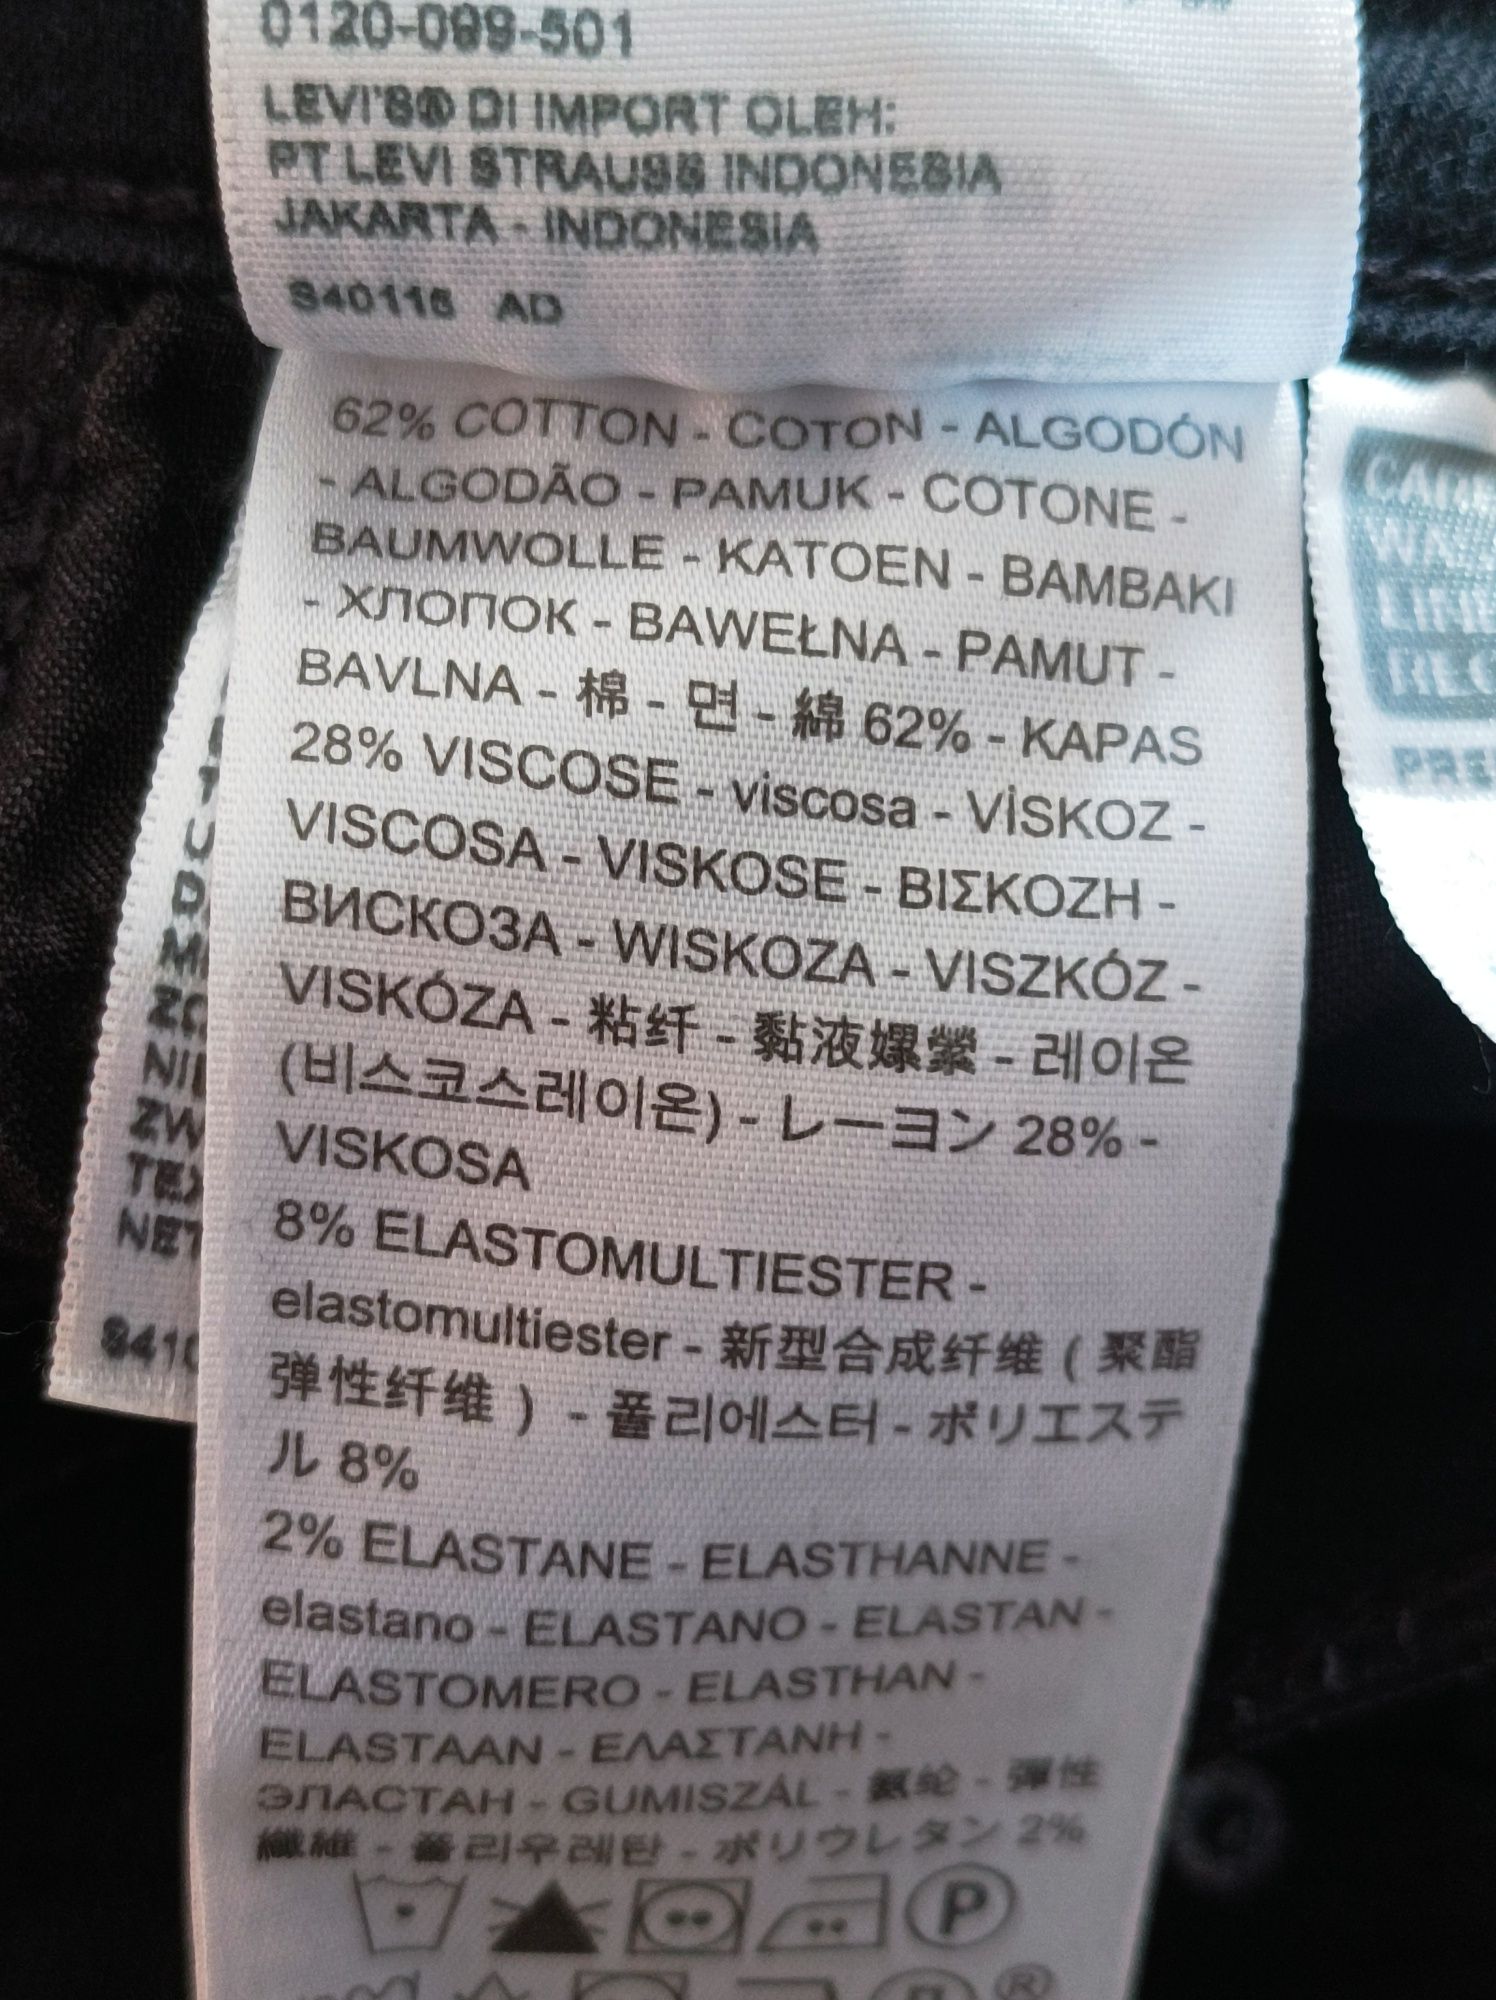 0120-099-501
LEVI'S® DI IMPORT OLEH:
PT LEVI STRAUSS INDONESIA
JAKARTA - INDONESIA
S40116 AD
62% COTTON - COTON - ALGODÓN
- ALGODÃO - PAMUK - COTONE -
BAUMWOLLE - KATOEN - BAMBAKI
- ХЛОПОК - BAWEŁNA - PAMUT -
BAVLNA - 棉 - 면 - 綿 62% - KAPAS
28% VISCOSE - viscosa - VİSKOZ -
VISCOSA - VISKOSE - ΒΙΣΚΟΖΗ -
ВИСКОЗА - WISKOZA - VISZKÓZ -
VISKÓZA - 粘纤 - 黏液嫘縈 - 레이온
(비스코스레이온) - レーヨン 28% -
VISKOSA
8% ELASTOMULTIESTER -
elastomultiester - 新型合成纤维 ( 聚酯
弹性纤维 ) - 폴리에스터 - ポリエステ
ル 8%
2% ELASTANE - ELASTHANNE -
elastano - ELASTANO - ELASTAN -
ELASTOMERO - ELASTHAN -
ELASTAAN - ΕΛΑΣΤΑΝΗ -
ЭЛАСТАН - GUMISZÁL - 氨纶 - 彈性
纖維 - 폴리우레탄 - ポリウレタン 2%
P
®